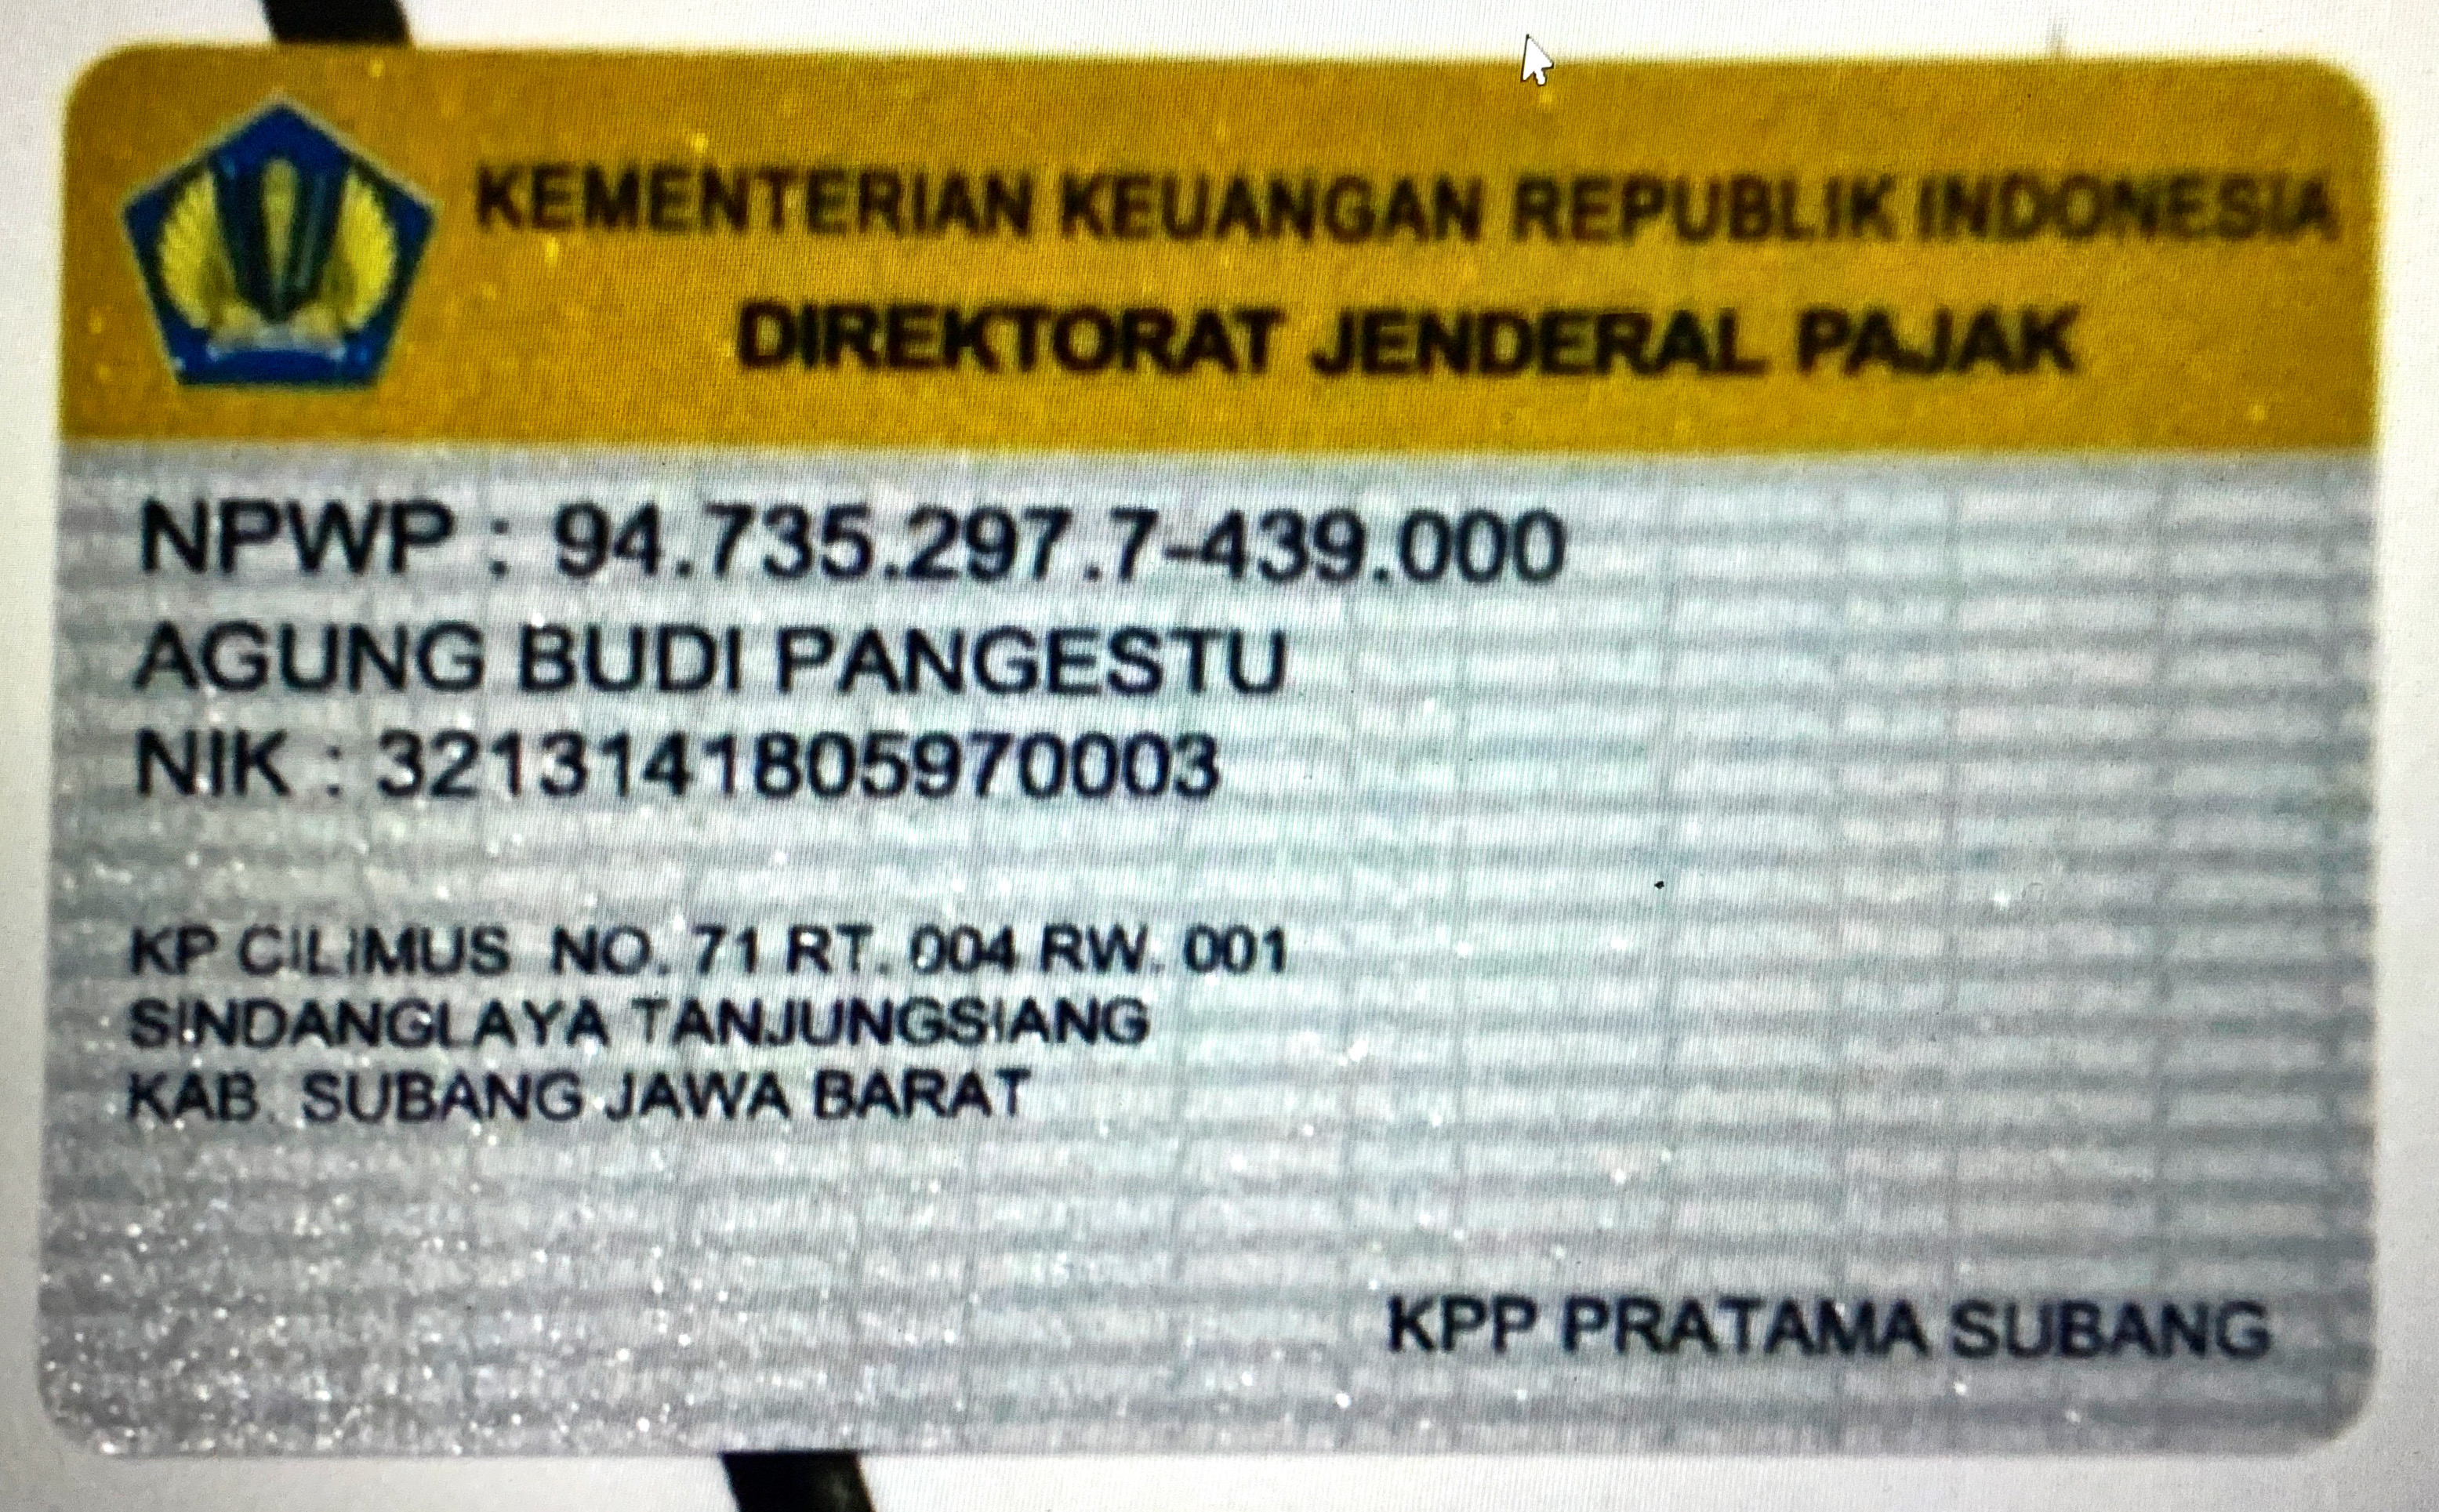 KEMENTERIAN KEUANGAN REPUBLIK INDONESIA
DIREKTORAT JENDERAL PAJAK
NPWP : 94.735.297.7-439.000
AGUNG BUDI PANGESTU
NIK : 3213141805970003
KP CILIMUS NO. 71 RT. 004 RW. 001
SINDANGLAYA TANJUNGSIANG
KAB. SUBANG JAWA BARAT
KPP PRATAMA SUBANG